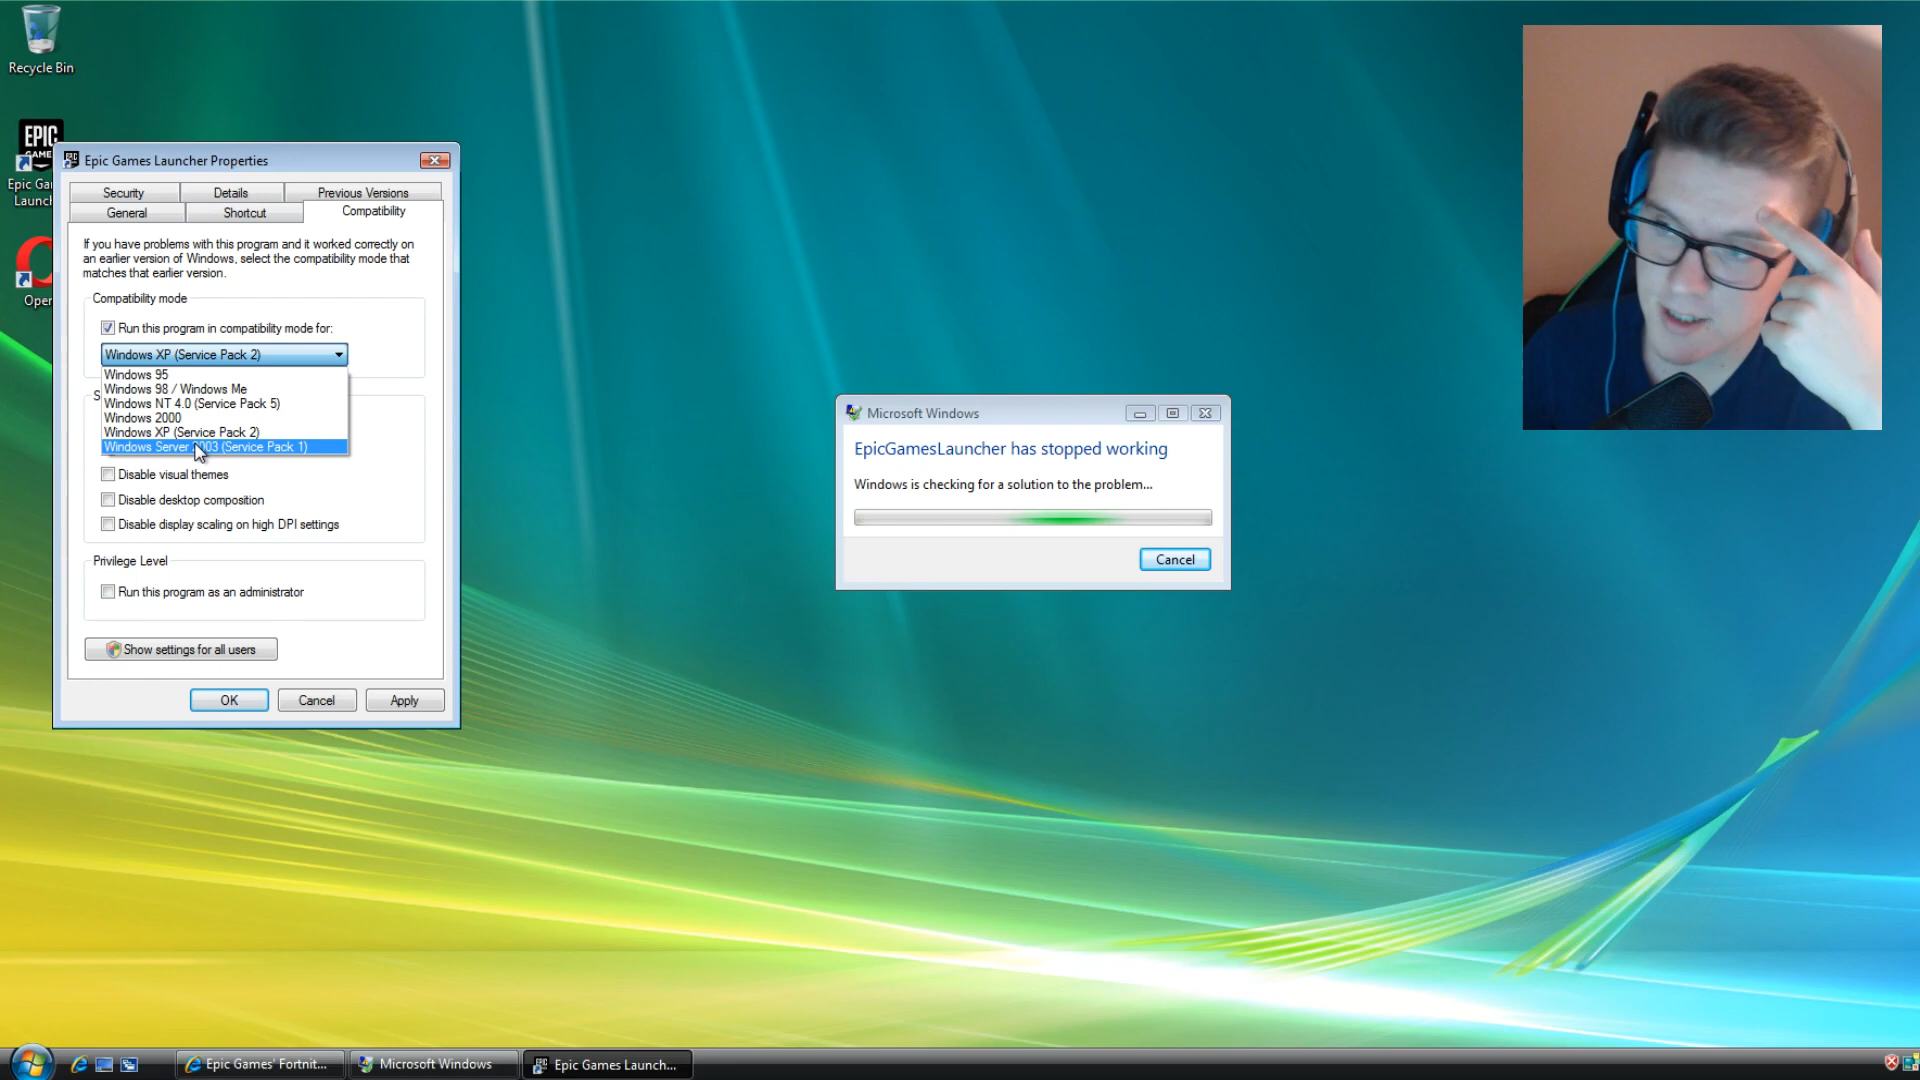 Recycle Bin
EPIC
GAME
Epic Ga
Launch
Oper
Epic Games Launcher Properties
Security
Details
Previous Versions
General
Shortcut
Compatibility
If you have problems with this program and it worked correctly on
an earlier version of Windows, select the compatibility mode that
matches that earlier version.
Compatibility mode
Run this program in compatibility mode for:
Windows XP (Service Pack 2)
Windows 95
Windows 98 / Windows Me
Windows NT 4.0 (Service Pack 5)
Windows 2000
Windows XP (Service Pack 2)
Windows Server 2003 (Service Pack 1)
S
Disable visual themes
Disable desktop composition
Disable display scaling on high DPI settings
Privilege Level
Run this program as an administrator
Show settings for all users
OK
Cancel
Apply
Microsoft Windows
EpicGamesLauncher has stopped working
Windows is checking for a solution to the problem...
Cancel
Epic Games' Fortnit...
Microsoft Windows
Epic Games Launch...